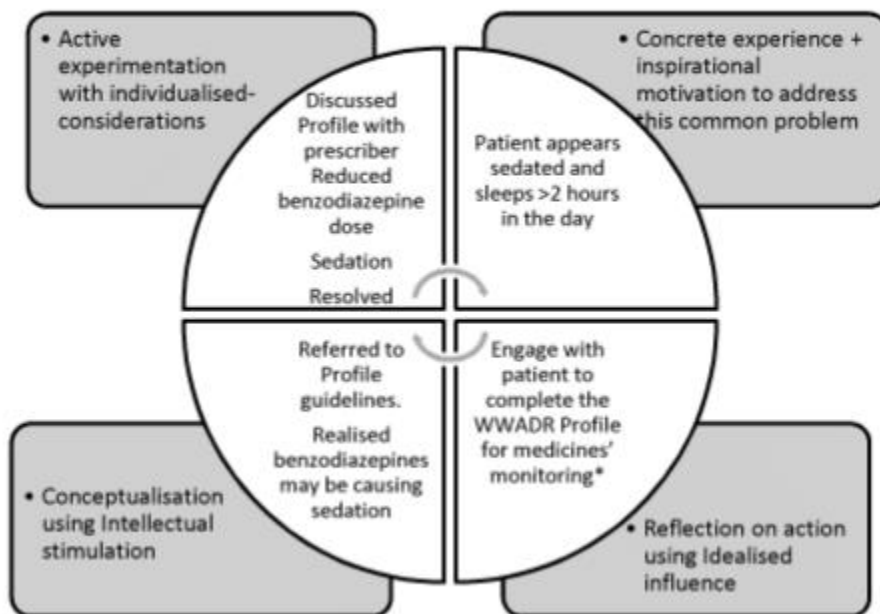 • Active
experimentation
with individualised-
considerations
Discussed
Profile with
prescriber
Reduced
benzodiazepine
dose
Sedation
Resolved
• Concrete experience +
inspirational
motivation to address
this common problem
Patient appears
sedated and
sleeps >2 hours
in the day
Referred to
Profile
guidelines.
Realised
benzodiazepines
may be causing
sedation
• Conceptualisation
using Intellectual
stimulation
Engage with
patient to
complete the
WWADR Profile
for medicines'
monitoring*
• Reflection on action
using Idealised
influence